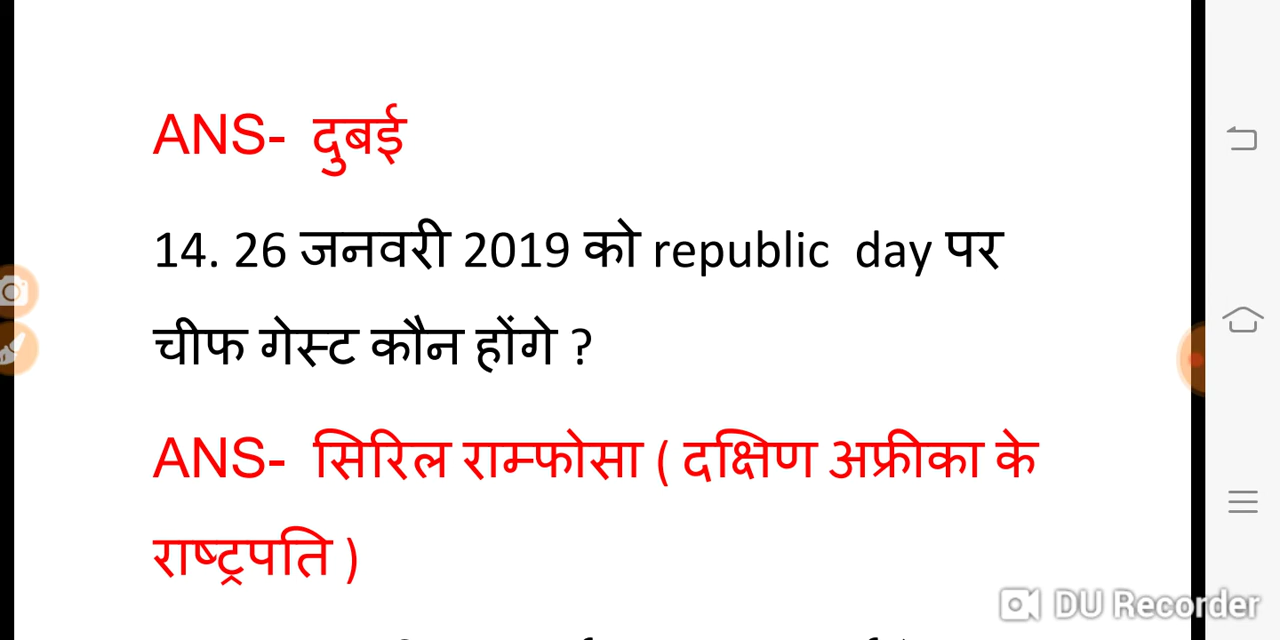 ANS- दुबई
14. 26 जनवरी 2019 को republic day पर
चीफ गेस्ट कौन होंगे ?
ANS- सिरिल राम्फोसा ( दक्षिण अफ्रीका के
राष्ट्रपति )
DU Recorder